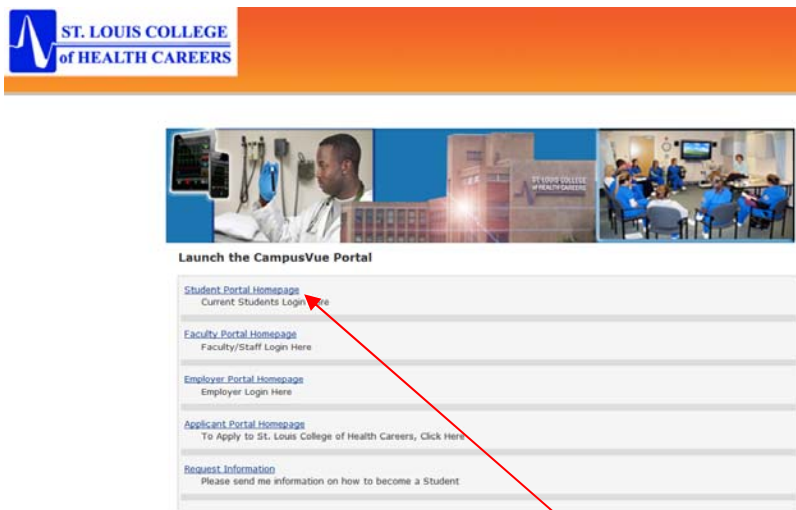 ST. LOUIS COLLEGE
of HEALTH CAREERS
ST. LOUIS COLLEGE
of HEALTH CAREERS
Launch the CampusVue Portal
Student Portal Homepage
Current Students Login Here
Faculty Portal Homepage
Faculty/Staff Login Here
Employer Portal Homepage
Employer Login Here
Applicant Portal Homepage
To Apply to St. Louis College of Health Careers, Click Here
Request Information
Please send me information on how to become a Student